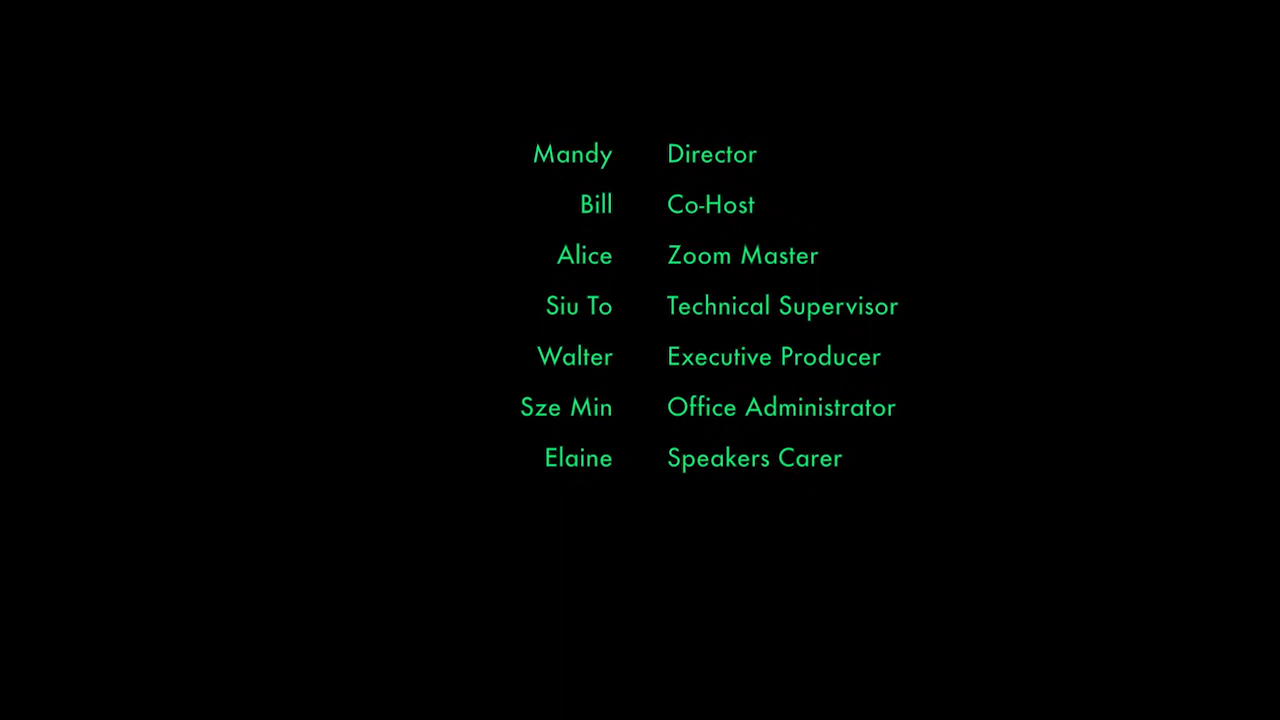 Mandy Director
Bill Co-Host
Alice Zoom Master
Siu To Technical Supervisor
Walter Executive Producer
Sze Min Office Administrator
Elaine Speakers Carer